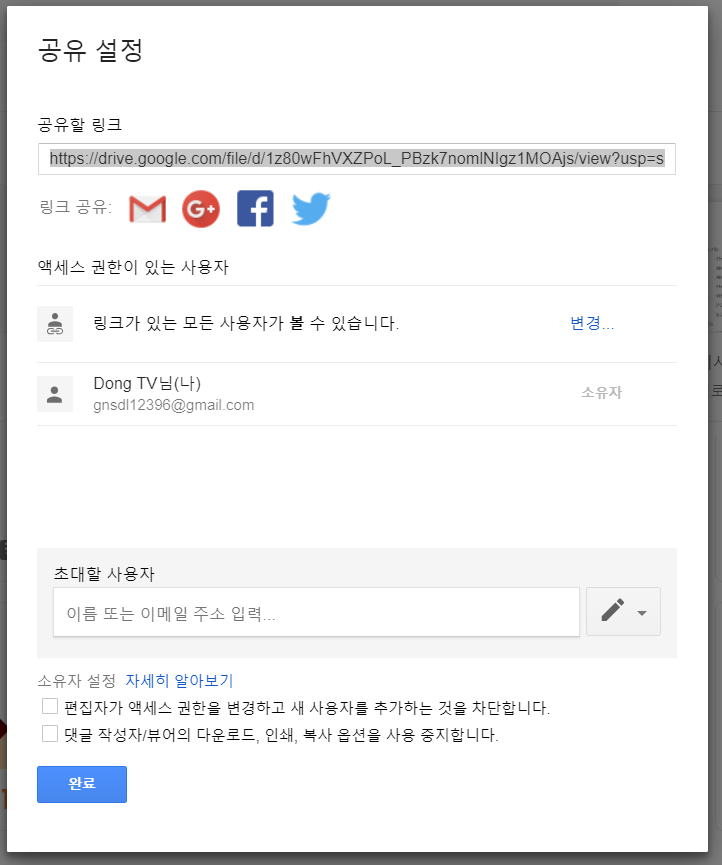 공유 설정
공유할 링크
https://drive.google.com/file/d/1z80wFhVXZPoL_PBzk7nomlNIgz1MOAjs/view?usp=s
링크 공유:
액세스 권한이 있는 사용자
링크가 있는 모든 사용자가 볼 수 있습니다. 변경...
Dong TV님(나)
gnsdl12396@gmail.com 소유자
초대할 사용자
이름 또는 이메일 주소 입력...
소유자 설정 자세히 알아보기
편집자가 액세스 권한을 변경하고 새 사용자를 추가하는 것을 차단합니다.
댓글 작성자/뷰어의 다운로드, 인쇄, 복사 옵션을 사용 중지합니다.
완료